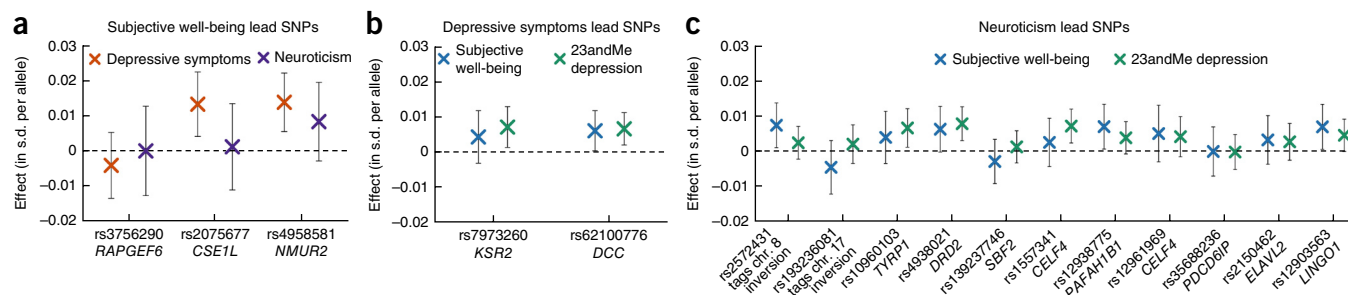 a
Subjective well-being lead SNPs
Effect (in s.d. per allele)
0.03
0.02
0.01
0
–0.01
–0.02
Depressive symptoms
Neuroticism
rs3756290
RAPGEF6
rs2075677
CSE1L
rs4958581
NMUR2
b
Depressive symptoms lead SNPs
Effect (in s.d. per allele)
0.03
0.02
0.01
0
–0.01
–0.02
Subjective
well-being
23andMe
depression
rs7973260
KSR2
rs62100776
DCC
c
Neuroticism lead SNPs
Effect (in s.d. per allele)
0.03
0.02
0.01
0
–0.01
–0.02
Subjective well-being
23andMe depression
rs2572431
tags chr. 8
inversion
rs193236081
tags chr. 17
inversion
rs10960103
TYRP1
rs4938021
DRD2
rs139237746
SBF2
rs1557341
CELF4
rs12938775
PAFAH1B1
rs12961969
CELF4
rs35688236
PDCD6IP
rs2150462
ELAVL2
rs12903563
LINGO1